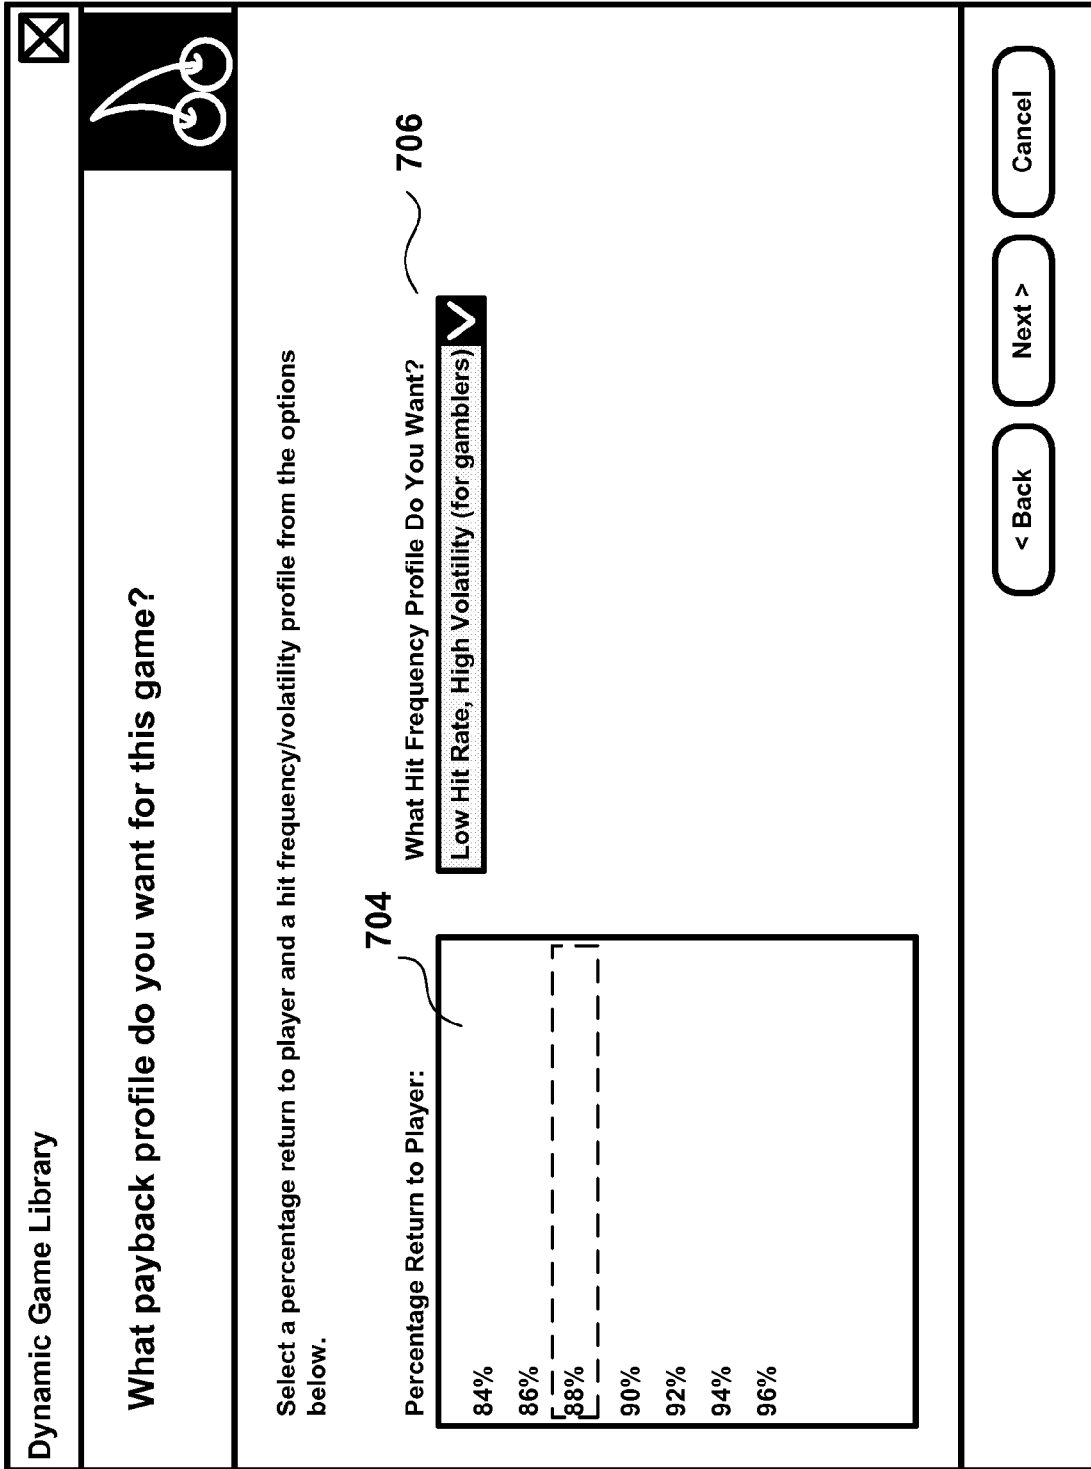 Dynamic Game Library
What payback profile do you want for this game?
Select a percentage return to player and a hit frequency/volatility profile from the options
below.
704
706
Percentage Return to Player:
84%
86%
88%
90%
92%
94%
96%
What Hit Frequency Profile Do You Want?
Low Hit Rate, High Volatility (for gamblers)
< Back
Next >
Cancel